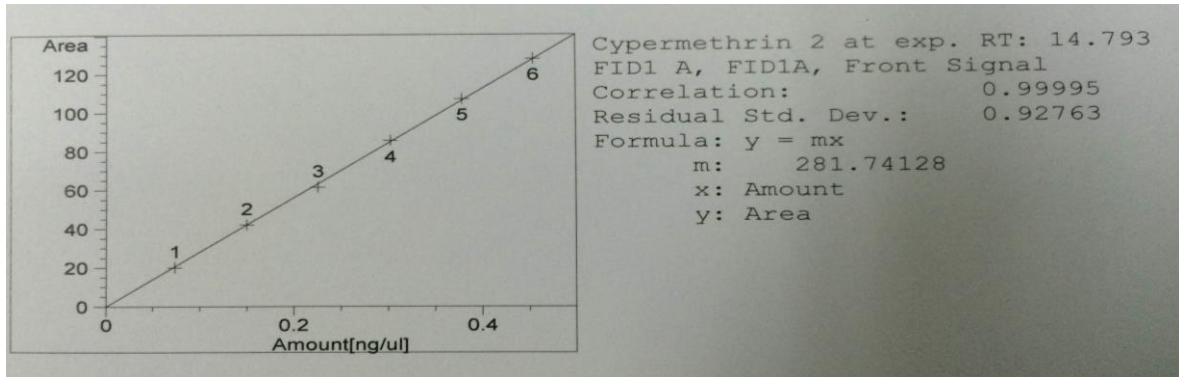 Area
120
100
80
60
40
20
0
1
2
3
4
5
6
0 0.2 0.4
Amount[ng/ul]
Cypermethrin 2 at exp. RT: 14.793
FID1 A, FID1A, Front Signal
Correlation: 0.99995
Residual Std. Dev.: 0.92763
Formula: y = mx
m: 281.74128
x: Amount
y: Area